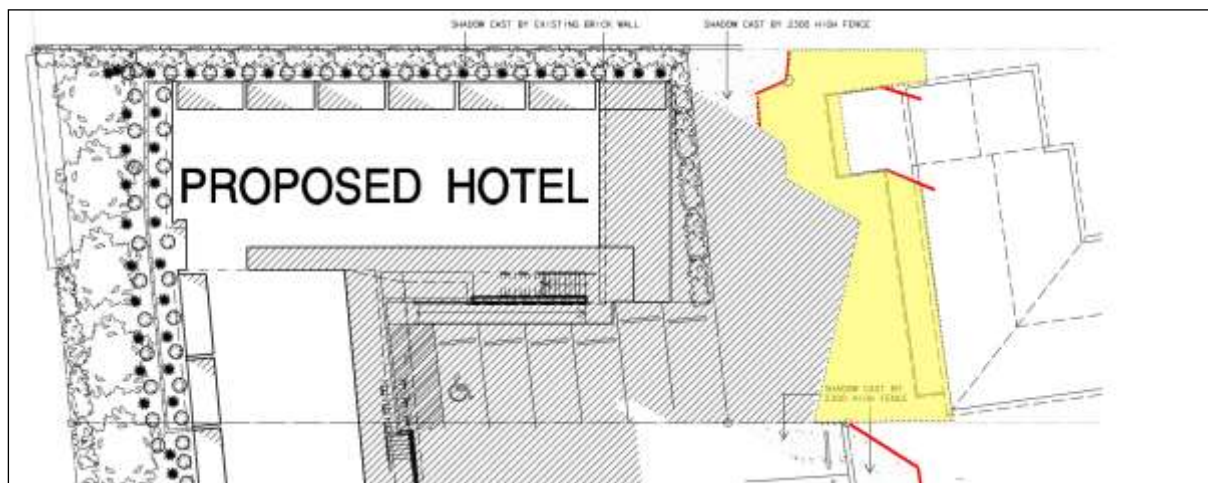 SHADOW CAST BY EXISTING BRICK WALL
SHADOW CAST BY 2300 HIGH FENCE
PROPOSED HOTEL
SHADOW CAST BY
2300 HIGH FENCE